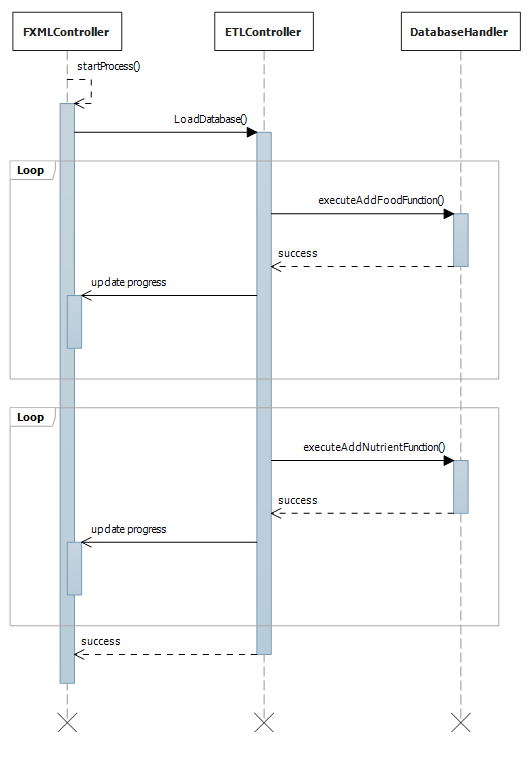 FXMLController
ETLController
DatabaseHandler
startProcess()
LoadDatabase()
Loop
executeAddFoodFunction()
success
update progress
Loop
executeAddNutrientFunction()
success
update progress
success